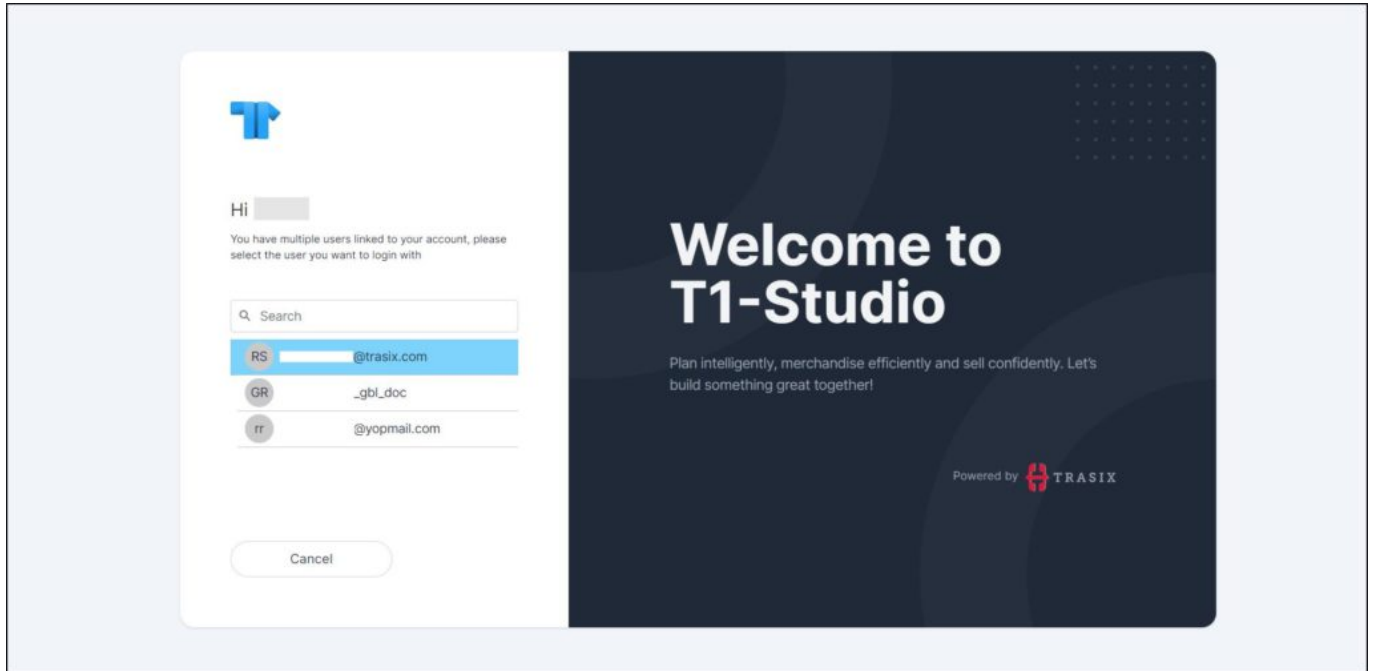 Hi
You have multiple users linked to your account, please
select the user you want to login with
Search
RS @trasix.com
GR _gbl_doc
rr @yopmail.com
Cancel
Welcome to
T1-Studio
Plan intelligently, merchandise efficiently and sell confidently. Let's
build something great together!
Powered by TRASIX